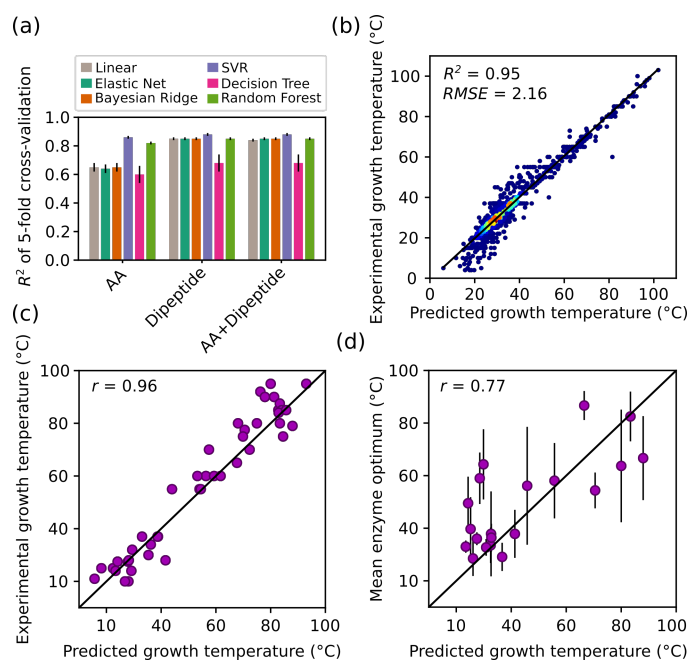 (a)
Linear
Elastic Net
Bayesian Ridge
SVR
Decision Tree
Random Forest
R² of 5-fold cross-validation
1.0
0.8
0.6
0.4
0.2
0.0
AA
Dipeptide
AA+Dipeptide
(b)
R² = 0.95
RMSE = 2.16
Experimental growth temperature (°C)
100
80
60
40
20
0
0
20
40
60
80
100
Predicted growth temperature (°C)
(c)
r = 0.96
Experimental growth temperature (°C)
100
80
60
40
10
10
40
60
80
100
Predicted growth temperature (°C)
(d)
r = 0.77
Mean enzyme optimum (°C)
100
80
60
40
10
10
40
60
80
100
Predicted growth temperature (°C)